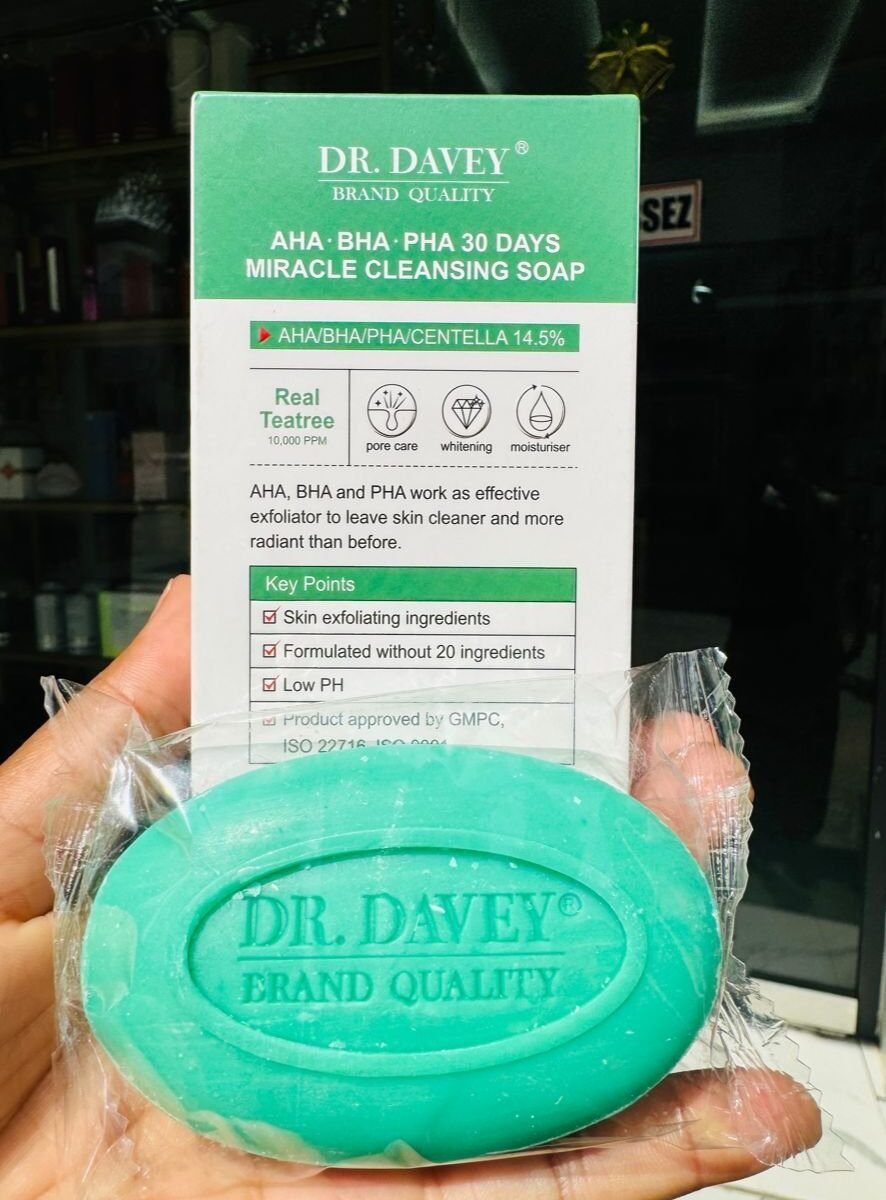 DR. DAVEY®
BRAND QUALITY
AHA·BHA·PHA 30 DAYS
MIRACLE CLEANSING SOAP
AHA/BHA/PHA/CENTELLA 14.5%
Real
Teatree
10,000 PPM
pore care
whitening
moisturiser
AHA, BHA and PHA work as effective
exfoliator to leave skin cleaner and more
radiant than before.
Key Points
Skin exfoliating ingredients
Formulated without 20 ingredients
Low PH
Product approved by GMPC,
ISO 22716, ISO
SEZ
DR. DAVEY®
BRAND QUALITY